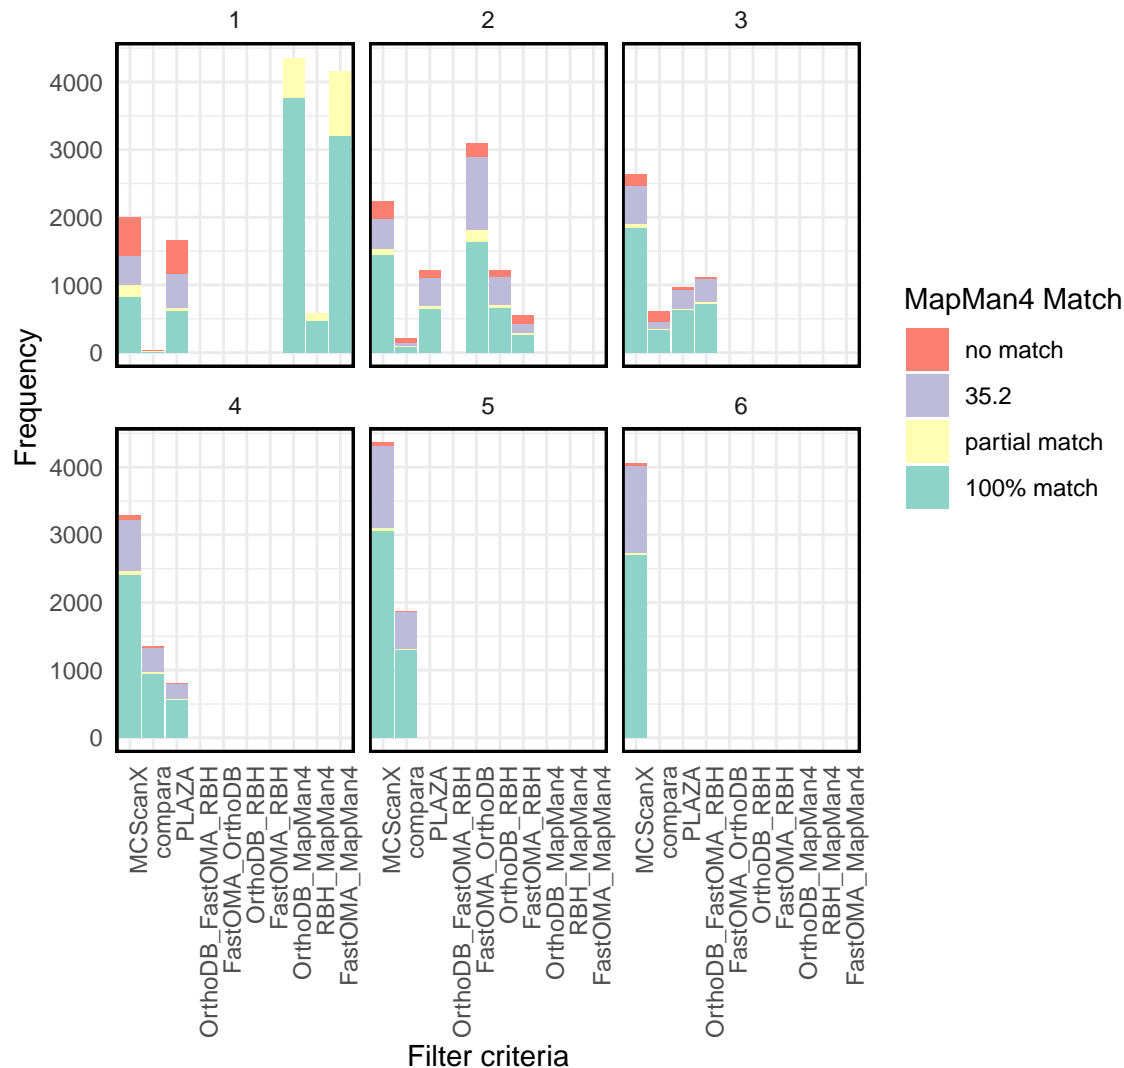 1 2 3
4000
3000
2000
1000
0
4 5 6
4000
3000
2000
1000
0
Frequency
MCScanX
compara
PLAZA
OrthoDB_FastOMA_RBH
FastOMA_OrthoDB
OrthoDB_RBH
FastOMA_RBH
OrthoDB_MapMan4
RBH_MapMan4
FastOMA_MapMan4
MCScanX
compara
PLAZA
OrthoDB_FastOMA_RBH
FastOMA_OrthoDB
OrthoDB_RBH
FastOMA_RBH
OrthoDB_MapMan4
RBH_MapMan4
FastOMA_MapMan4
MCScanX
compara
PLAZA
OrthoDB_FastOMA_RBH
FastOMA_OrthoDB
OrthoDB_RBH
FastOMA_RBH
OrthoDB_MapMan4
RBH_MapMan4
FastOMA_MapMan4
Filter criteria
MapMan4 Match
no match
35.2
partial match
100% match